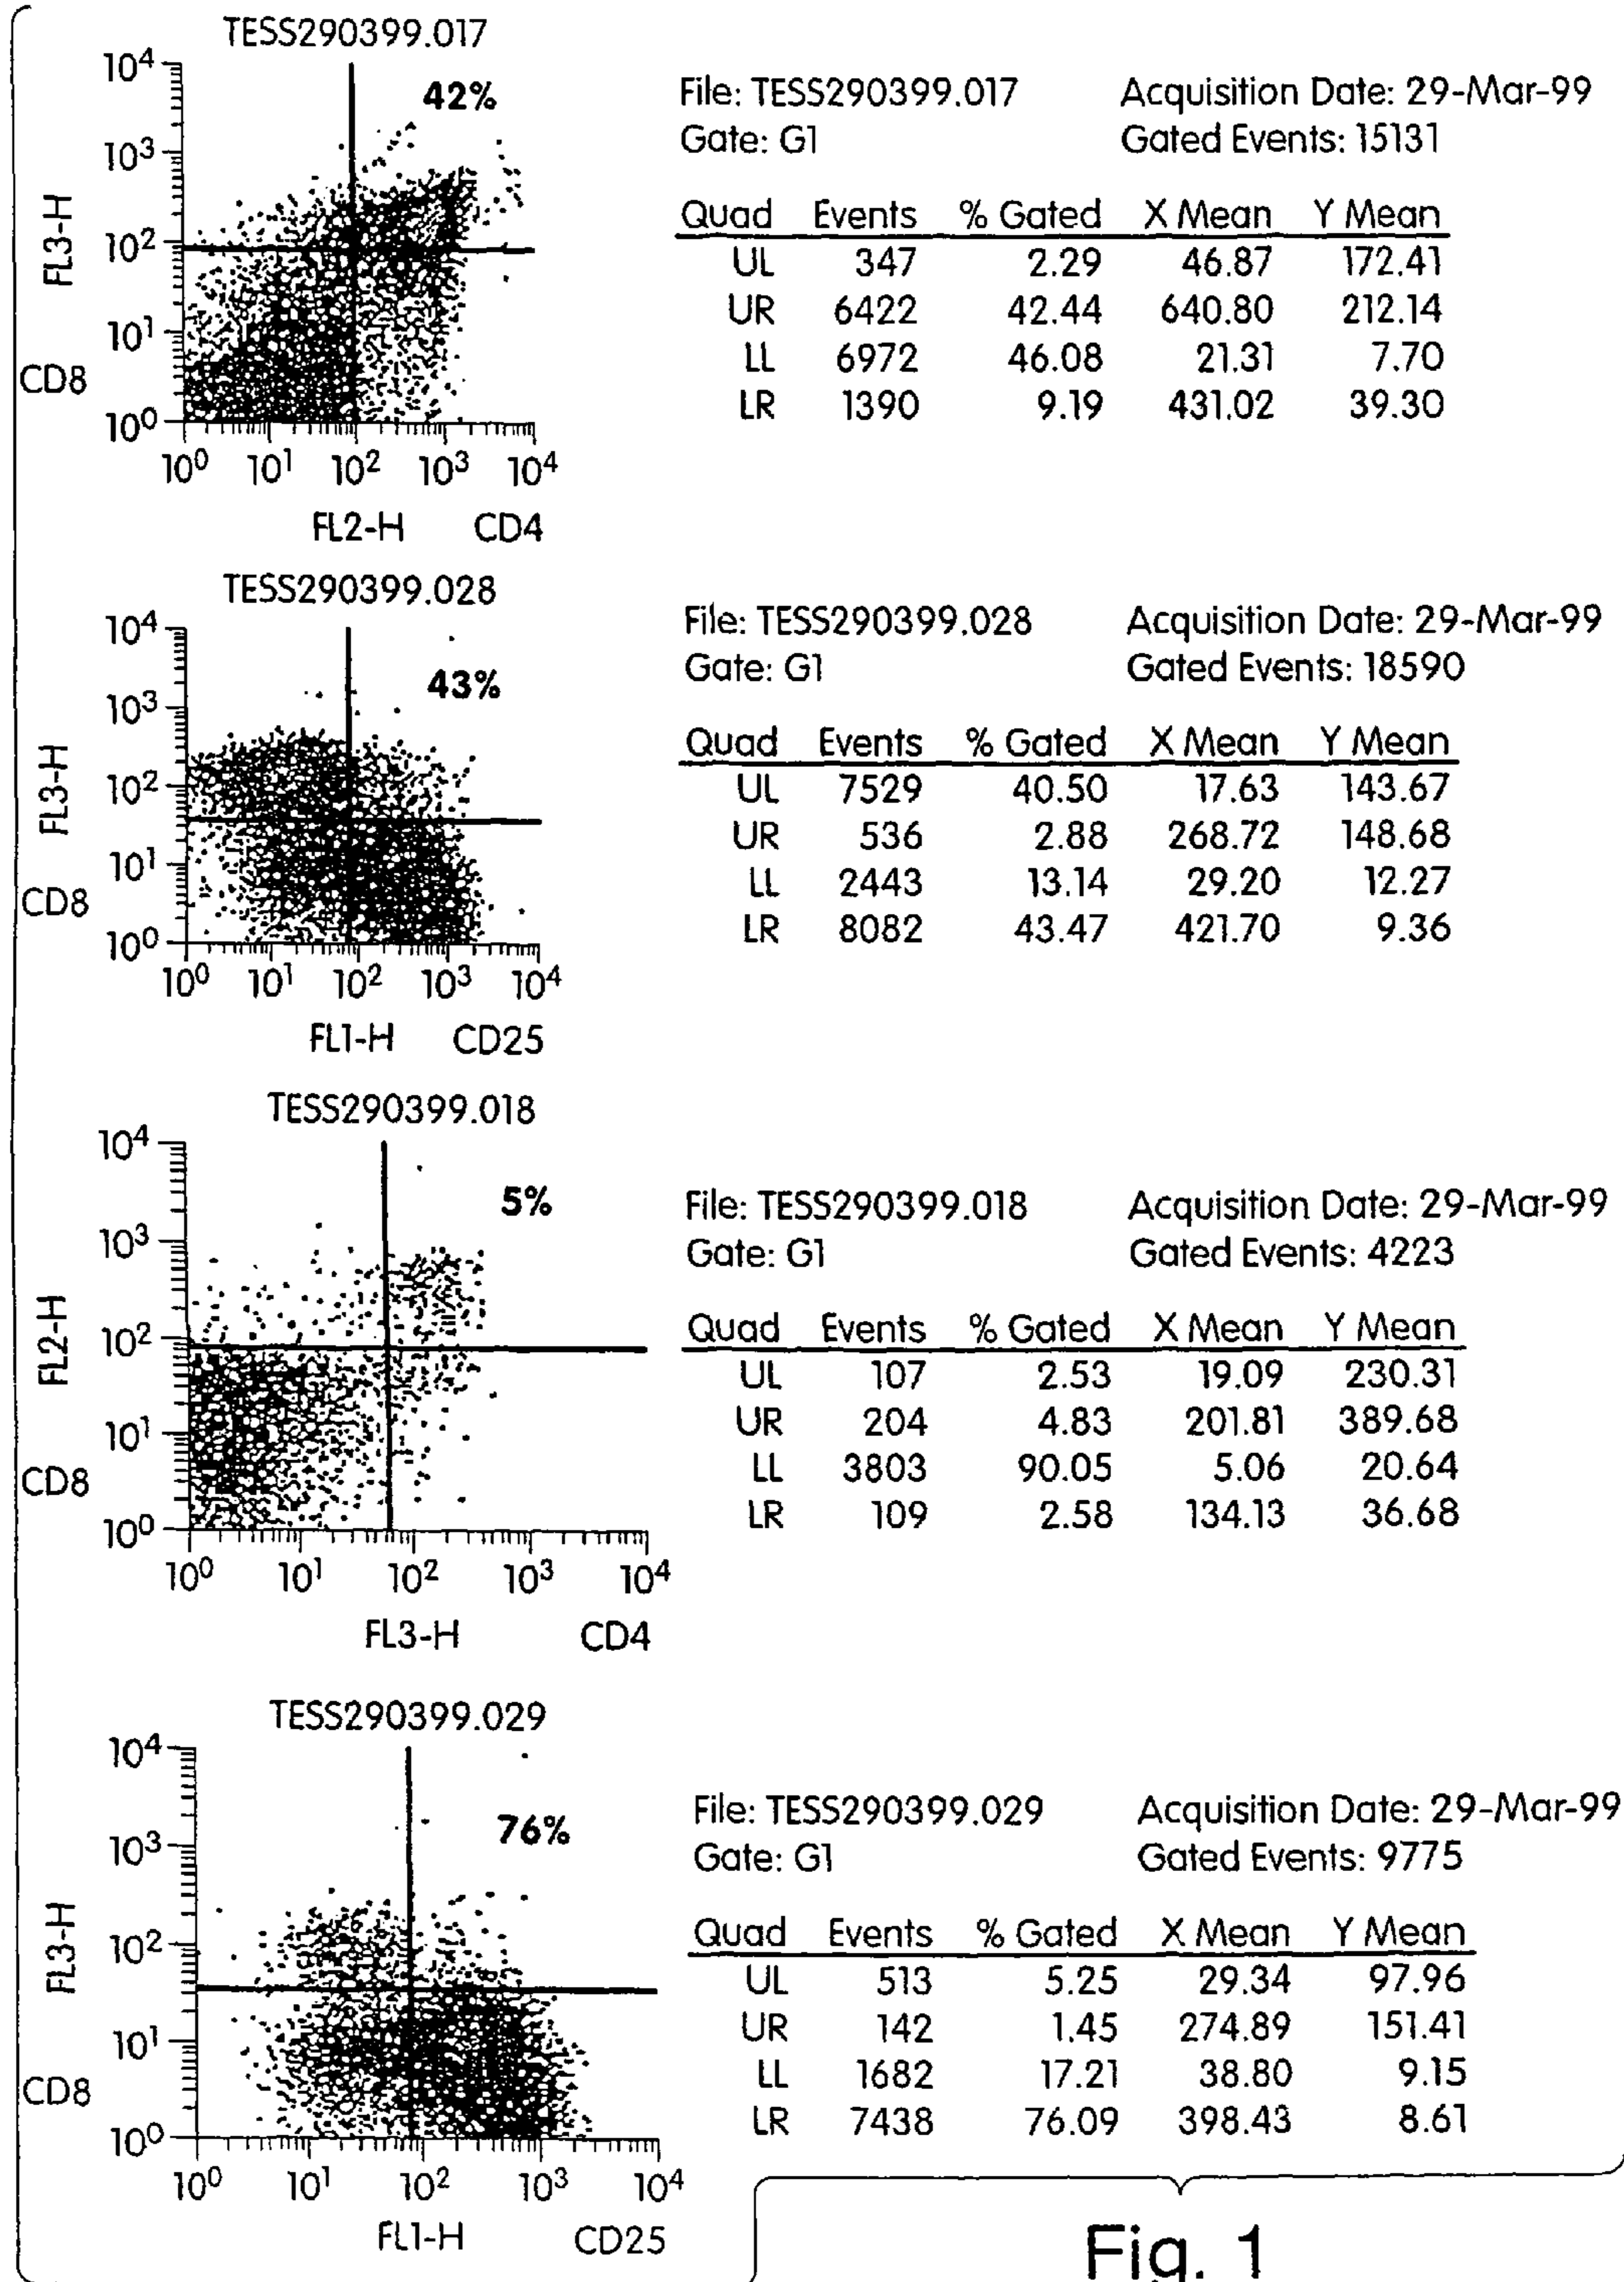 TESS290399.017
10⁴
10³
10²
10¹
10⁰
FL3-H
CD8
42%
10⁰ 10¹ 10² 10³ 10⁴
FL2-H CD4
File: TESS290399.017 Acquisition Date: 29-Mar-99
Gate: G1 Gated Events: 15131
Quad Events % Gated X Mean Y Mean
UL 347 2.29 46.87 172.41
UR 6422 42.44 640.80 212.14
LL 6972 46.08 21.31 7.70
LR 1390 9.19 431.02 39.30
TESS290399.028
10⁴
10³
10²
10¹
10⁰
FL3-H
CD8
43%
10⁰ 10¹ 10² 10³ 10⁴
FL1-H CD25
File: TESS290399.028 Acquisition Date: 29-Mar-99
Gate: G1 Gated Events: 18590
Quad Events % Gated X Mean Y Mean
UL 7529 40.50 17.63 143.67
UR 536 2.88 268.72 148.68
LL 2443 13.14 29.20 12.27
LR 8082 43.47 421.70 9.36
TESS290399.018
10⁴
10³
10²
10¹
10⁰
FL2-H
CD8
5%
10⁰ 10¹ 10² 10³ 10⁴
FL3-H CD4
File: TESS290399.018 Acquisition Date: 29-Mar-99
Gate: G1 Gated Events: 4223
Quad Events % Gated X Mean Y Mean
UL 107 2.53 19.09 230.31
UR 204 4.83 201.81 389.68
LL 3803 90.05 5.06 20.64
LR 109 2.58 134.13 36.68
TESS290399.029
10⁴
10³
10²
10¹
10⁰
FL3-H
CD8
76%
10⁰ 10¹ 10² 10³ 10⁴
FL1-H CD25
File: TESS290399.029 Acquisition Date: 29-Mar-99
Gate: G1 Gated Events: 9775
Quad Events % Gated X Mean Y Mean
UL 513 5.25 29.34 97.96
UR 142 1.45 274.89 151.41
LL 1682 17.21 38.80 9.15
LR 7438 76.09 398.43 8.61
Fig. 1